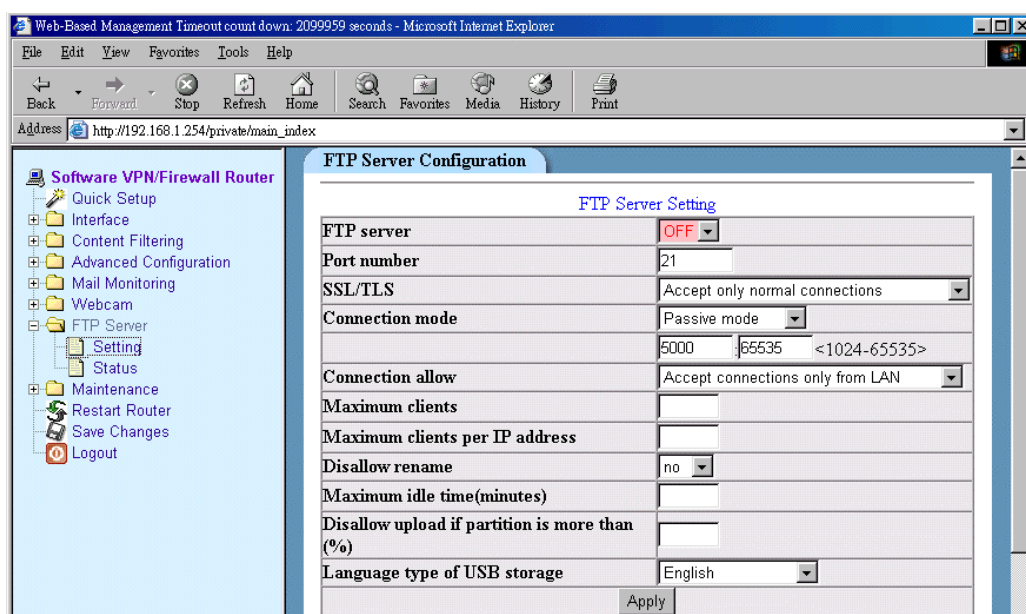 Web-Based Management Timeout count down: 2099959 seconds - Microsoft Internet Explorer
File Edit View Favorites Tools Help
Back Forward Stop Refresh Home Search Favorites Media History Print
Address http://192.168.1.254/private/main_index
Software VPN/Firewall Router
Quick Setup
Interface
Content Filtering
Advanced Configuration
Mail Monitoring
Webcam
FTP Server
Setting
Status
Maintenance
Restart Router
Save Changes
Logout
FTP Server Configuration
FTP Server Setting
FTP server OFF
Port number 21
SSL/TLS Accept only normal connections
Connection mode Passive mode
5000 : 65535 <1024-65535>
Connection allow Accept connections only from LAN
Maximum clients
Maximum clients per IP address
Disallow rename no
Maximum idle time(minutes)
Disallow upload if partition is more than
(%)
Language type of USB storage English
Apply